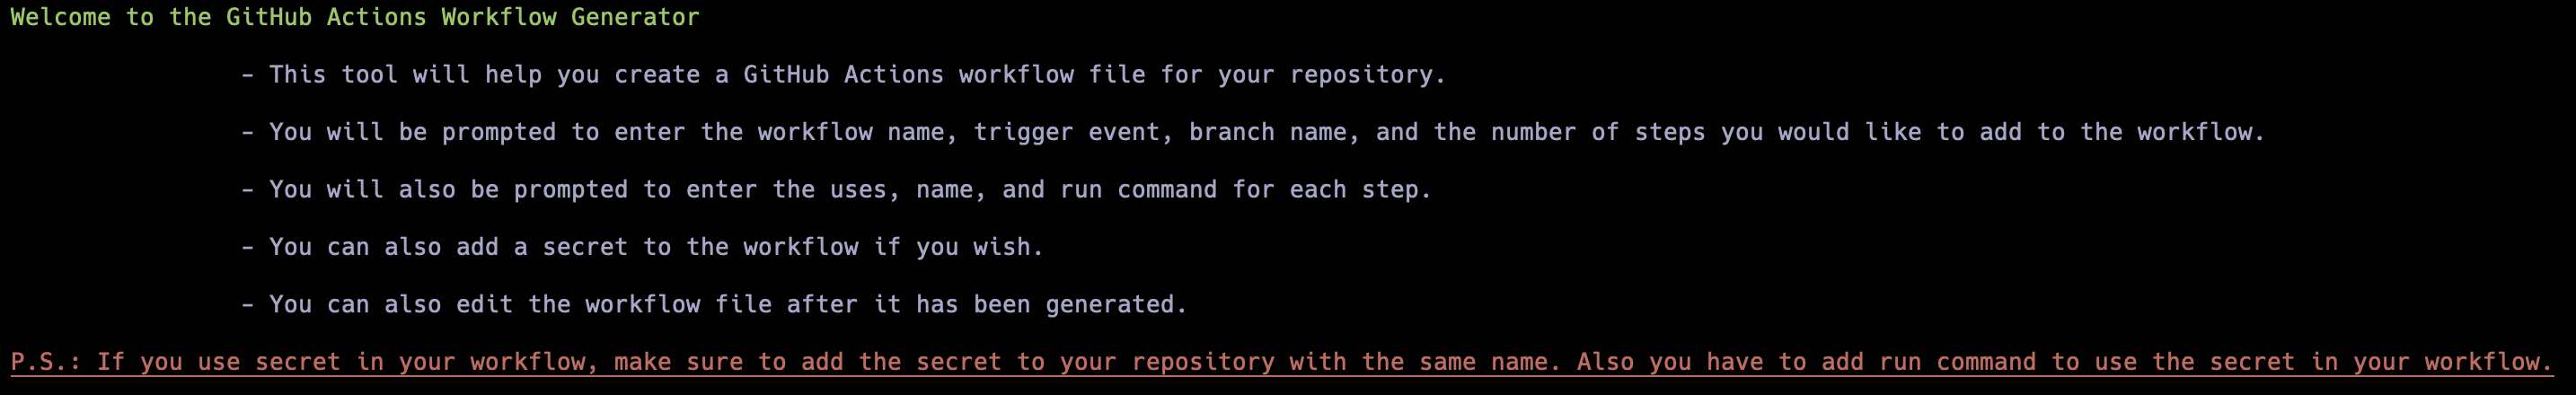 Welcome to the GitHub Actions Workflow Generator
- This tool will help you create a GitHub Actions workflow file for your repository.
- You will be prompted to enter the workflow name, trigger event, branch name, and the number of steps you would like to add to the workflow.
- You will also be prompted to enter the uses, name, and run command for each step.
- You can also add a secret to the workflow if you wish.
- You can also edit the workflow file after it has been generated.
P.S.: If you use secret in your workflow, make sure to add the secret to your repository with the same name. Also you have to add run command to use the secret in your workflow.